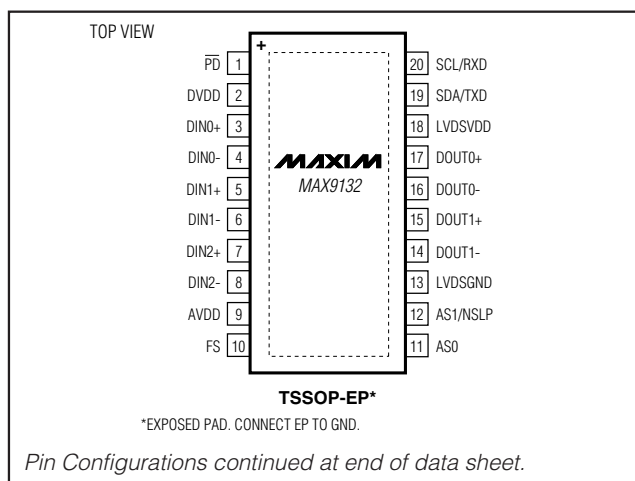 TOP VIEW
+
PD 1 20 SCL/RXD
DVDD 2 19 SDA/TXD
DIN0+ 3 18 LVDSVDD
DIN0- 4 MAXIM 17 DOUT0+
DIN1+ 5 MAX9132 16 DOUT0-
DIN1- 6 15 DOUT1+
DIN2+ 7 14 DOUT1-
DIN2- 8 13 LVDSGND
AVDD 9 12 AS1/NSLP
FS 10 11 AS0
TSSOP-EP*
*EXPOSED PAD. CONNECT EP TO GND.
Pin Configurations continued at end of data sheet.